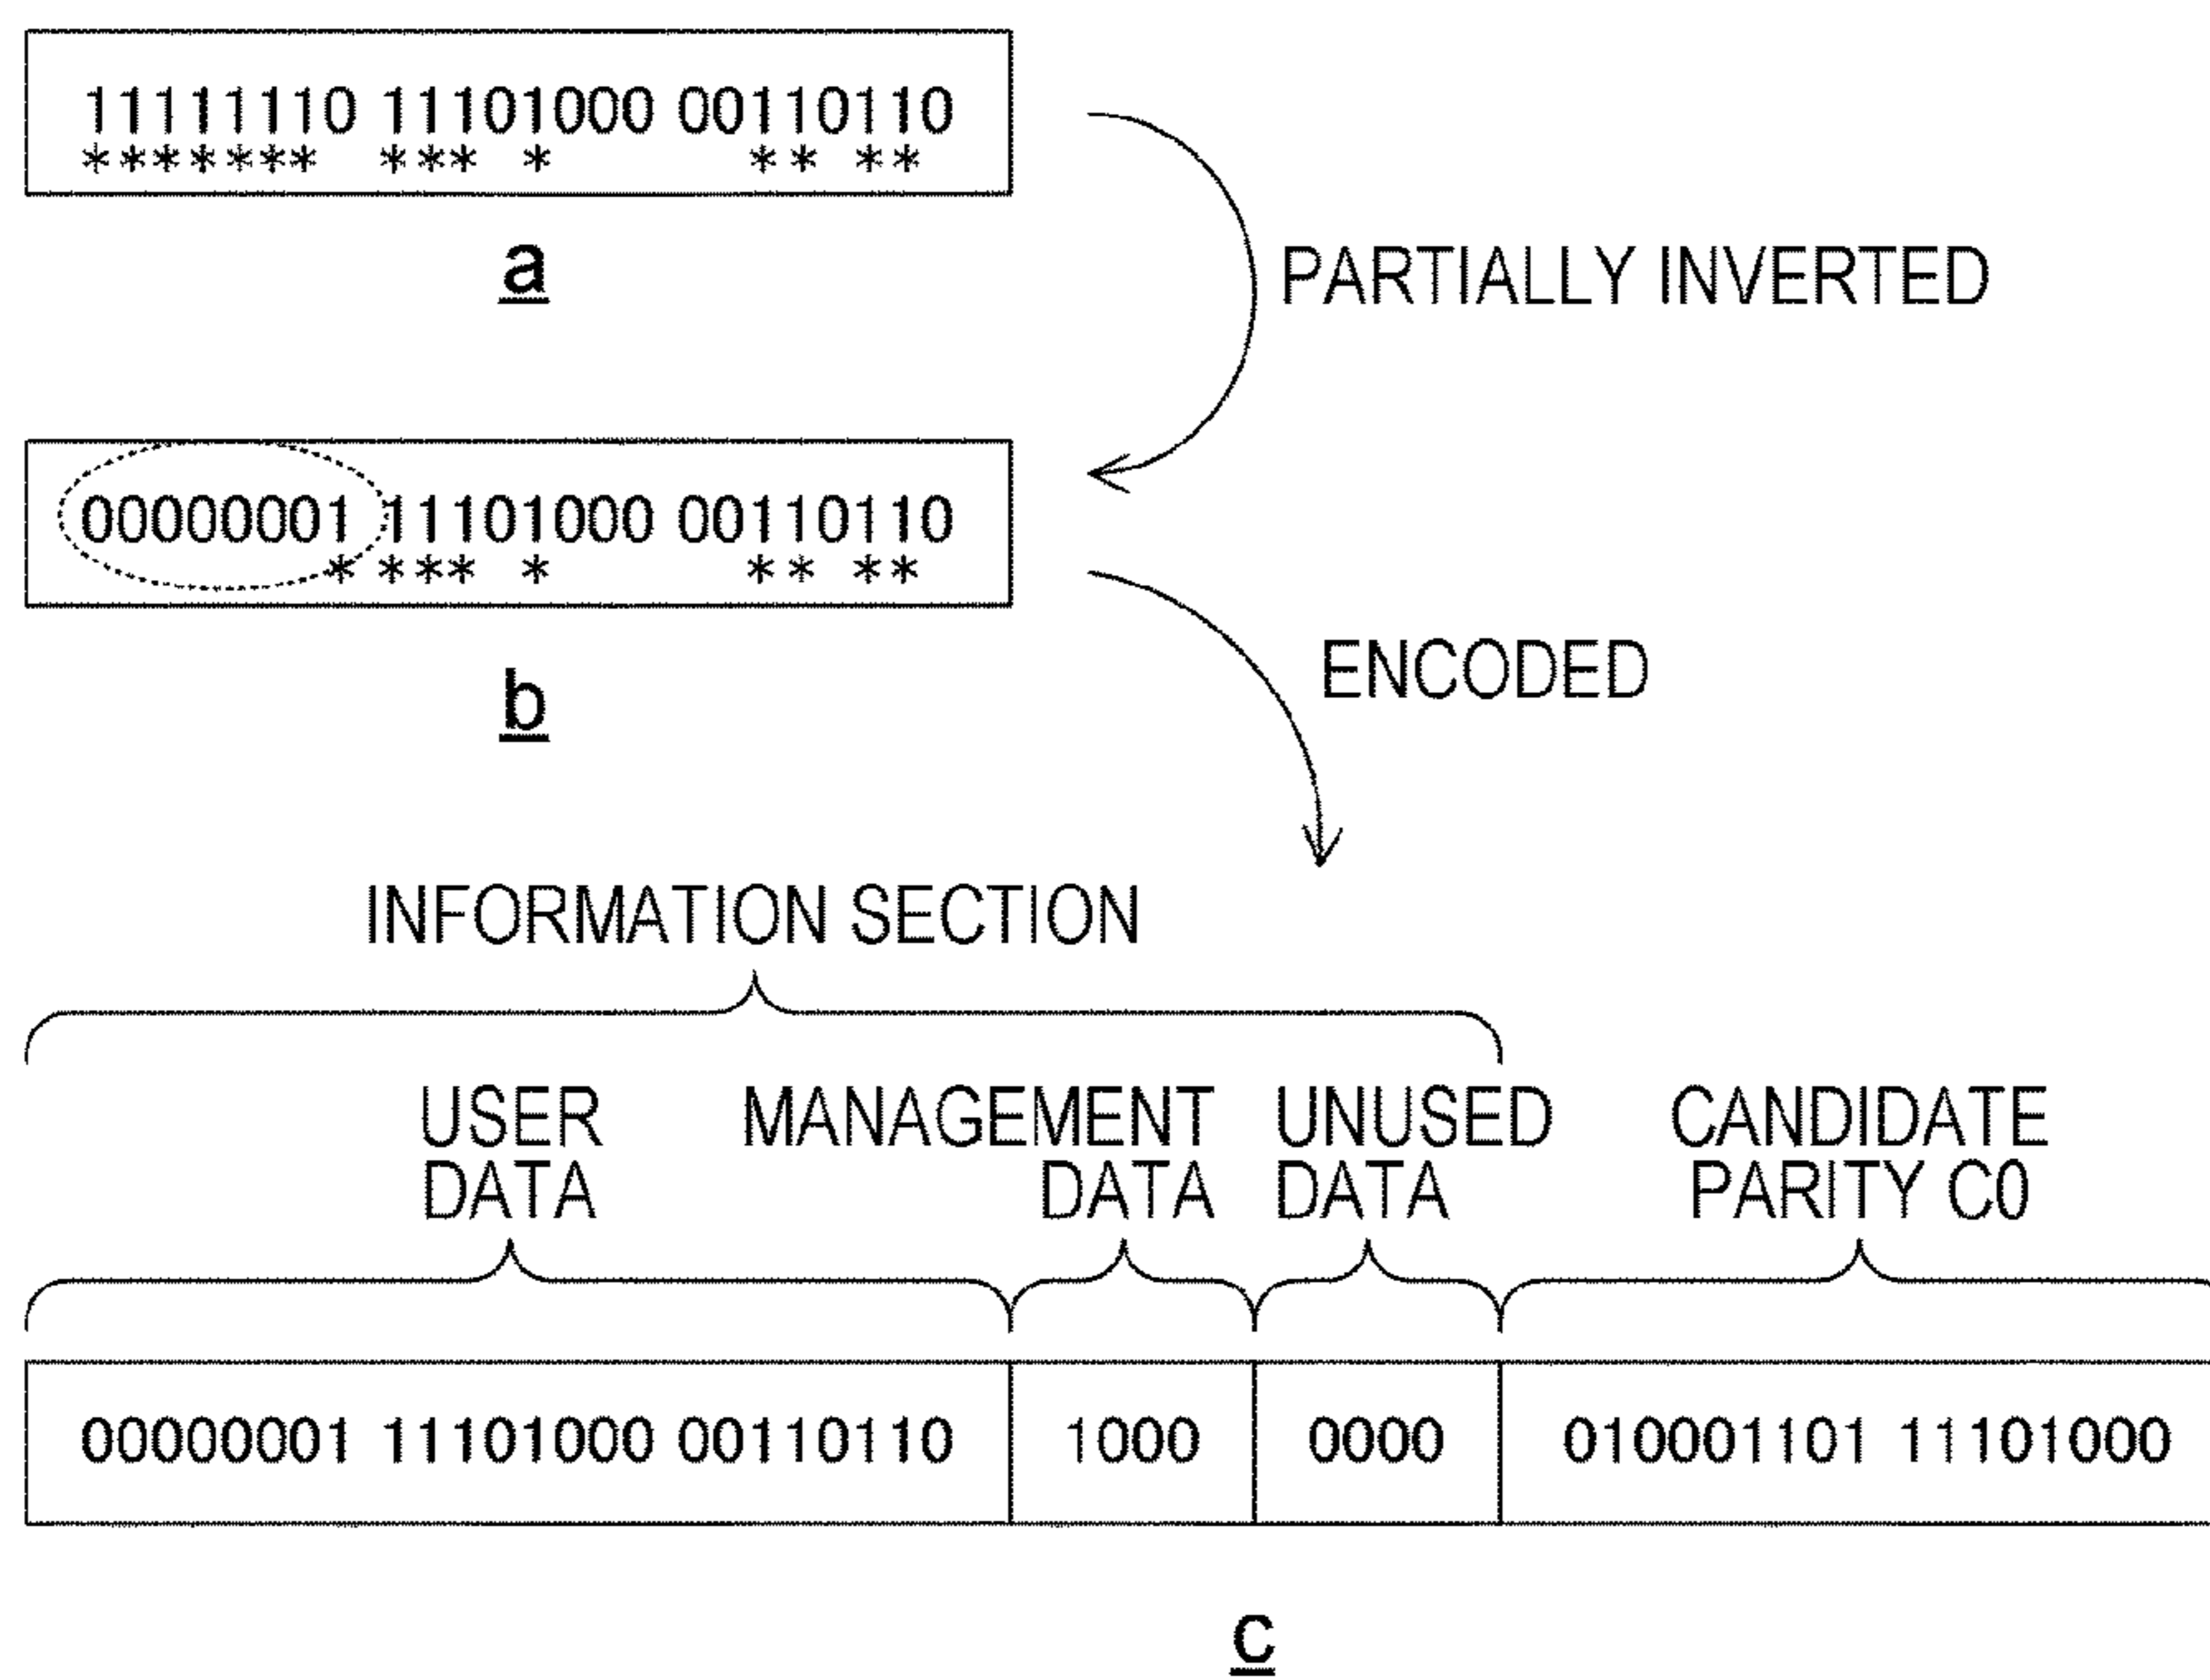 11111110 11101000 00110110
******* *** * ** **
a
PARTIALLY INVERTED
00000001 11101000 00110110
* *** * ** **
b
ENCODED
INFORMATION SECTION
USER DATA
MANAGEMENT DATA
UNUSED DATA
CANDIDATE PARITY C0
00000001 11101000 00110110 1000 0000 010001101 11101000
c